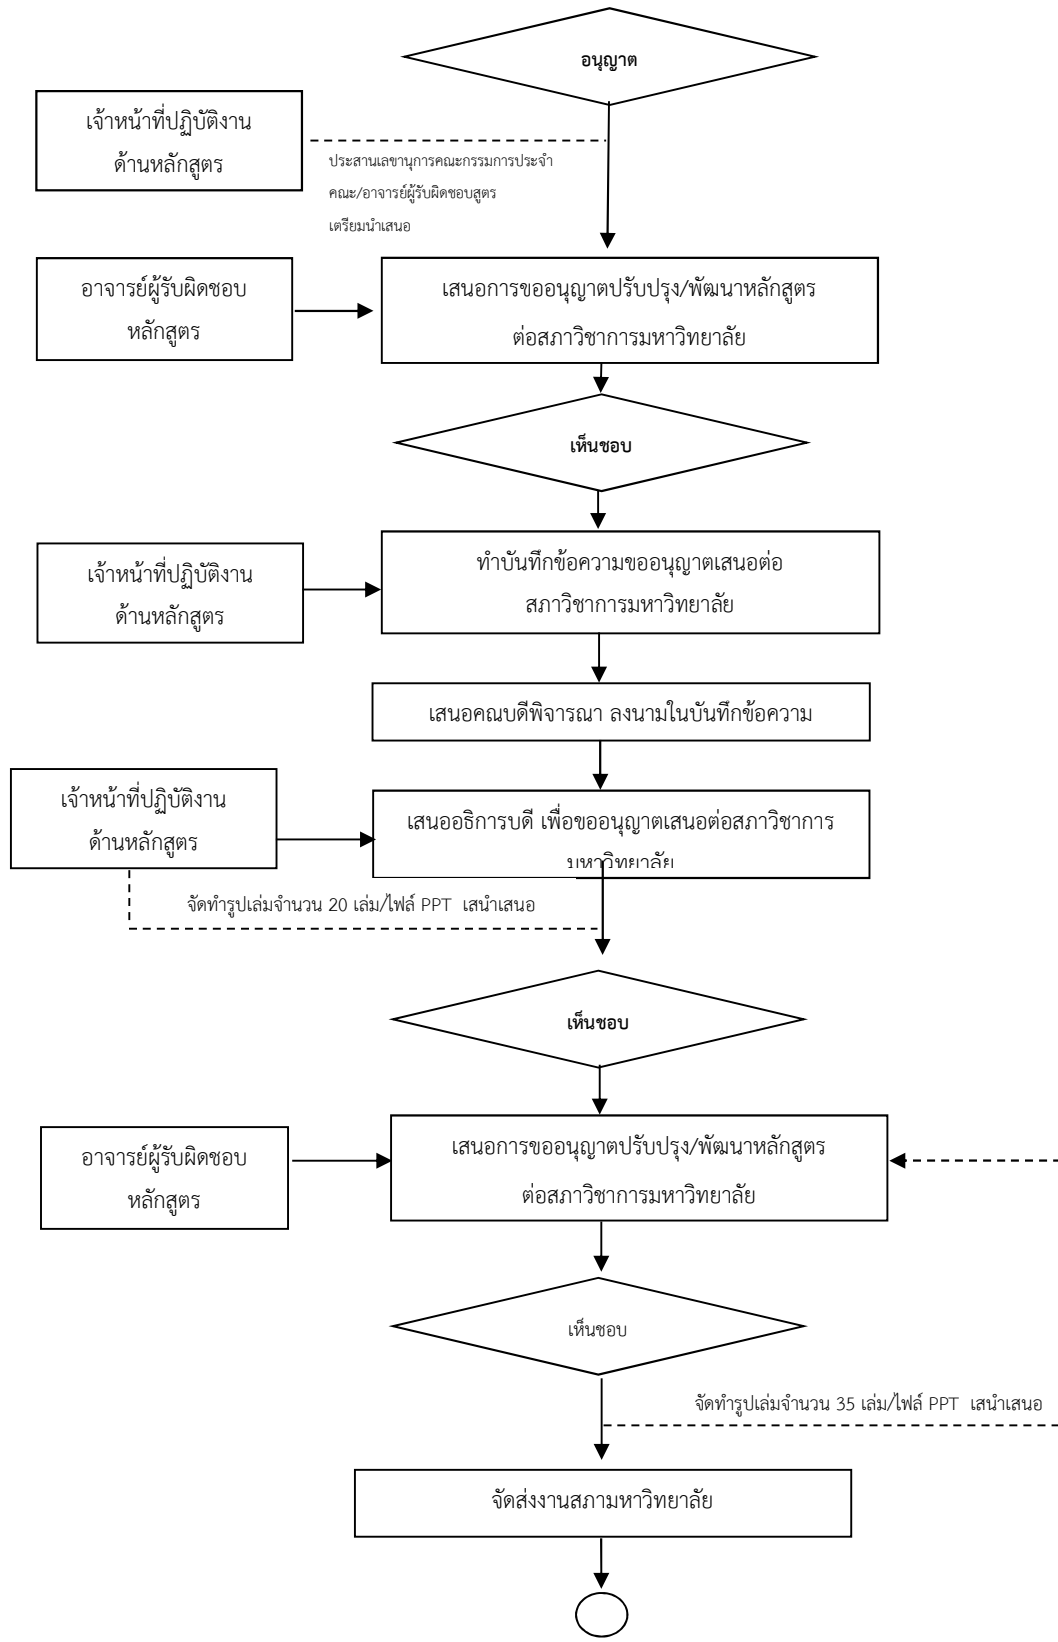 อนุญาต
เจ้าหน้าที่ปฏิบัติงาน
ด้านหลักสูตร
ประสานเลขานุการคณะกรรมการประจำ
คณะ/อาจารย์ผู้รับผิดชอบสูตร
เตรียมนำเสนอ
อาจารย์ผู้รับผิดชอบ
หลักสูตร
เสนอการขออนุญาตปรับปรุง/พัฒนาหลักสูตร
ต่อสภาวิชาการมหาวิทยาลัย
เห็นชอบ
เจ้าหน้าที่ปฏิบัติงาน
ด้านหลักสูตร
ทำบันทึกข้อความขออนุญาตเสนอต่อ
สภาวิชาการมหาวิทยาลัย
เสนอคณบดีพิจารณา ลงนามในบันทึกข้อความ
เจ้าหน้าที่ปฏิบัติงาน
ด้านหลักสูตร
เสนออธิการบดี เพื่อขออนุญาตเสนอต่อสภาวิชาการ
มหาวิทยาลัย
จัดทำรูปเล่มจำนวน 20 เล่ม/ไฟล์ PPT เสนำเสนอ
เห็นชอบ
อาจารย์ผู้รับผิดชอบ
หลักสูตร
เสนอการขออนุญาตปรับปรุง/พัฒนาหลักสูตร
ต่อสภาวิชาการมหาวิทยาลัย
เห็นชอบ
จัดทำรูปเล่มจำนวน 35 เล่ม/ไฟล์ PPT เสนำเสนอ
จัดส่งงานสภามหาวิทยาลัย